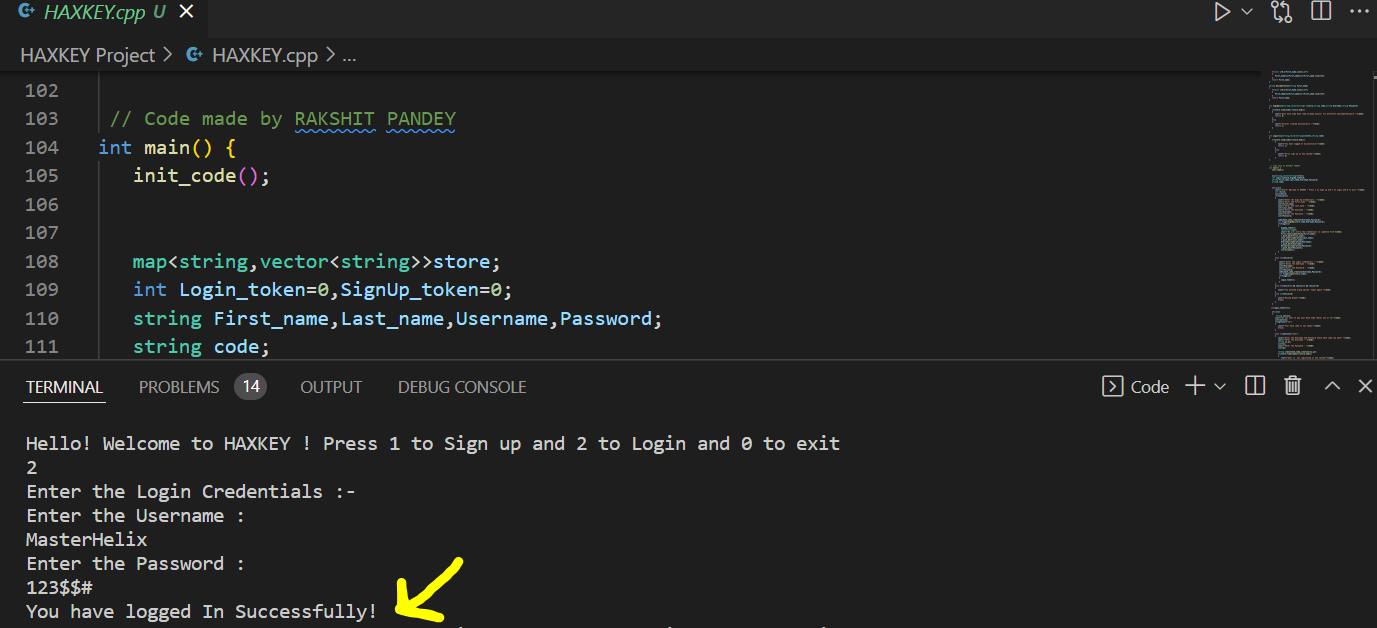 HAXKEY.cpp U
HAXKEY Project > HAXKEY.cpp > ...
102
103 // Code made by RAKSHIT PANDEY
104 int main() {
105 init_code();
106
107
108 map<string,vector<string>>store;
109 int Login_token=0,SignUp_token=0;
110 string First_name,Last_name,Username,Password;
111 string code;
TERMINAL PROBLEMS 14 OUTPUT DEBUG CONSOLE Code
Hello! Welcome to HAXKEY ! Press 1 to Sign up and 2 to Login and 0 to exit
2
Enter the Login Credentials :-
Enter the Username :
MasterHelix
Enter the Password :
123$$#
You have logged In Successfully!